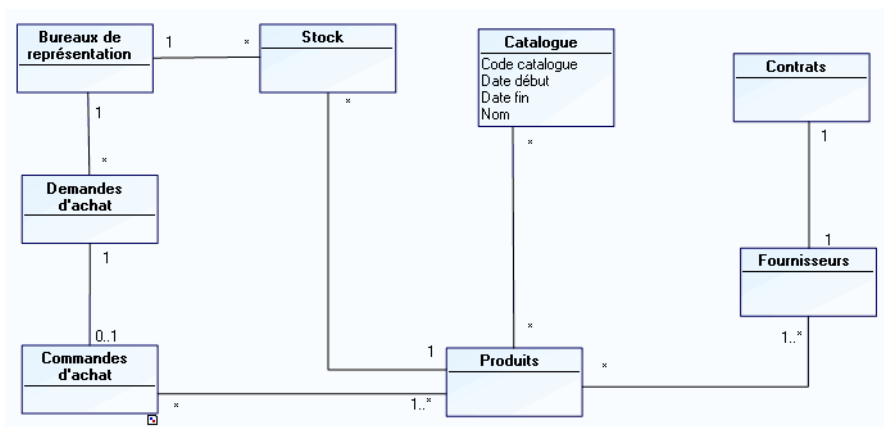 Bureaux de
représentation
1
*
Stock
*
Catalogue
Code catalogue
Date début
Date fin
Nom
*
Contrats
1
1
*
Demandes
d'achat
1
1
Fournisseurs
0..1
1..*
Commandes
d'achat
*
1..*
1
*
Produits
*